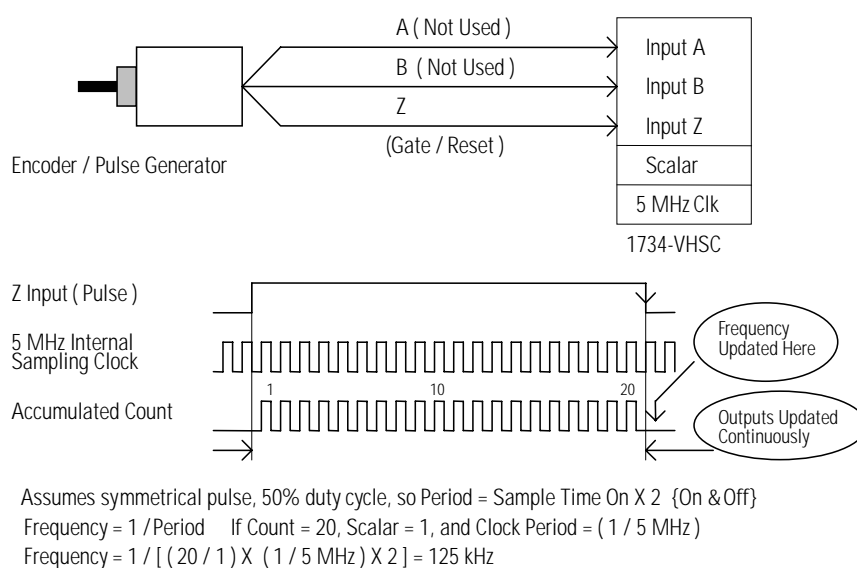 A ( Not Used )
Input A
B ( Not Used )
Input B
Z
Input Z
(Gate / Reset )
Encoder / Pulse Generator
Scalar
5 MHz Clk
1734-VHSC
Z Input ( Pulse )
Frequency
Updated Here
5 MHz Internal
Sampling Clock
1 10 20
Accumulated Count
Outputs Updated
Continuously
Assumes symmetrical pulse, 50% duty cycle, so Period = Sample Time On X 2 {On & Off}
Frequency = 1 / Period If Count = 20, Scalar = 1, and Clock Period = ( 1 / 5 MHz )
Frequency = 1 / [ ( 20 / 1 ) X ( 1 / 5 MHz ) X 2 ] = 125 kHz